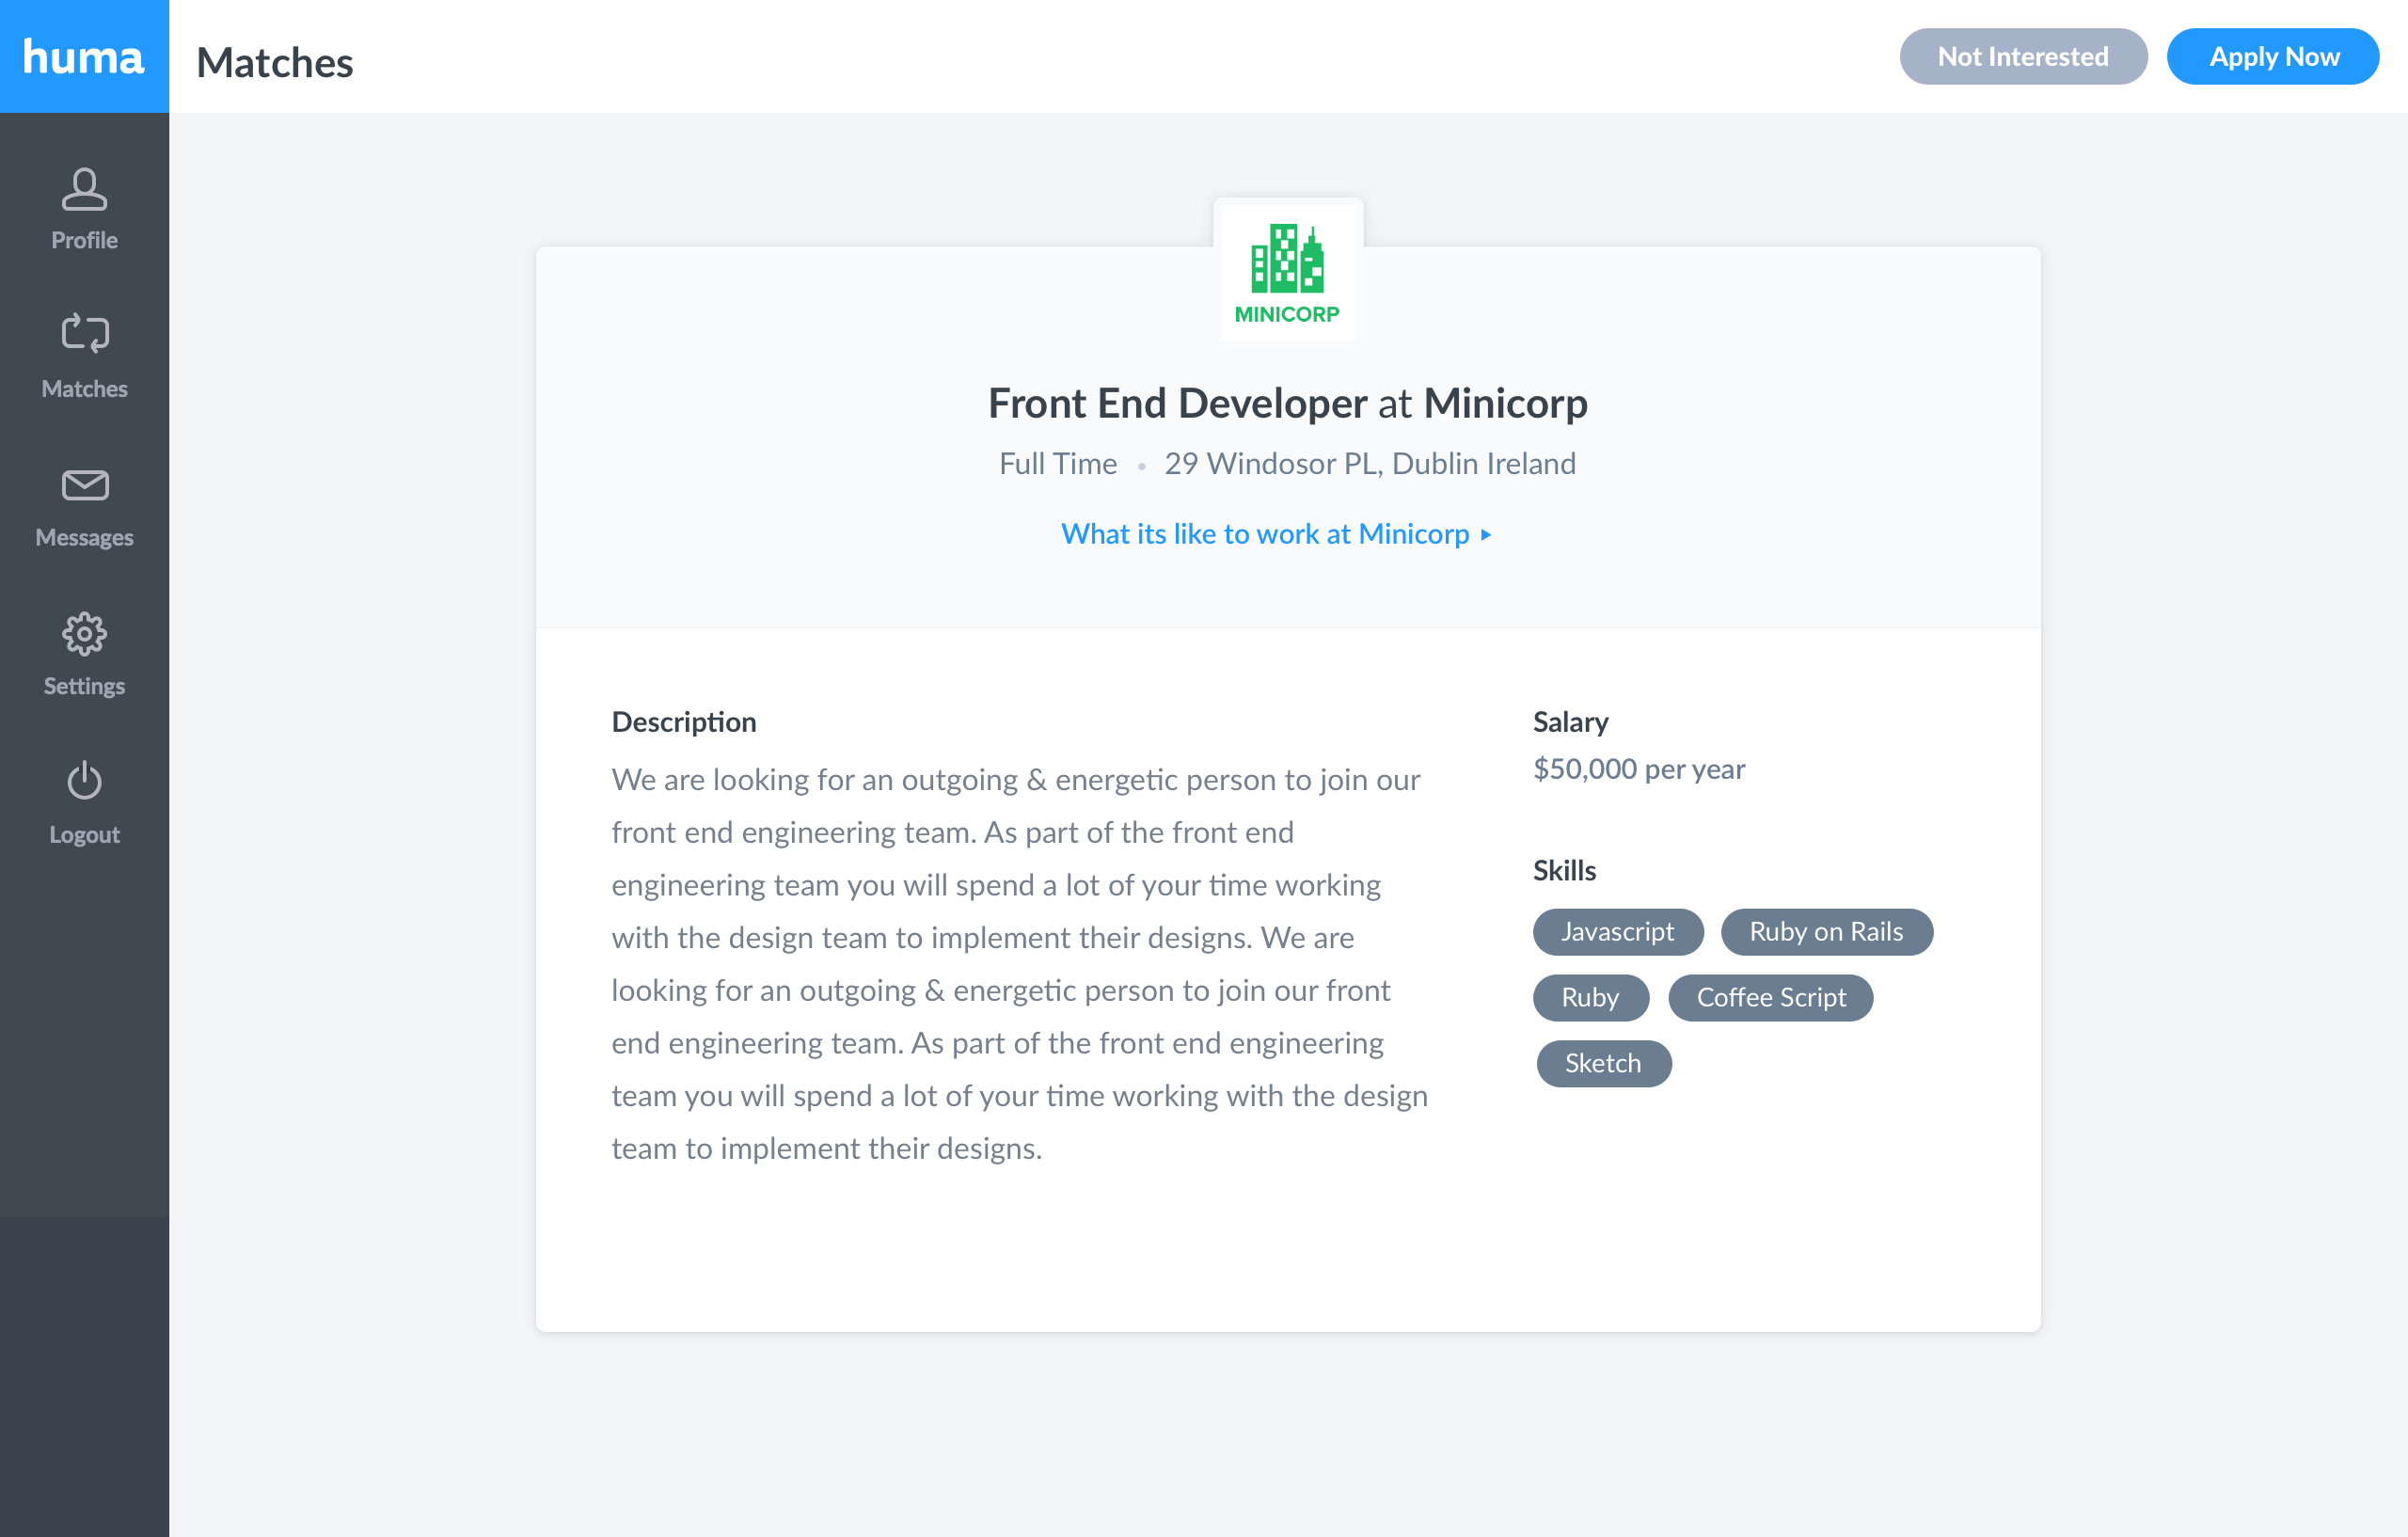 huma
Matches
Not Interested
Apply Now
Profile
Matches
Messages
Settings
Logout
MINICORP
Front End Developer at Minicorp
Full Time • 29 Windosor PL, Dublin Ireland
What its like to work at Minicorp
Description
We are looking for an outgoing & energetic person to join our
front end engineering team. As part of the front end
engineering team you will spend a lot of your time working
with the design team to implement their designs. We are
looking for an outgoing & energetic person to join our front
end engineering team. As part of the front end engineering
team you will spend a lot of your time working with the design
team to implement their designs.
Salary
$50,000 per year
Skills
Javascript
Ruby on Rails
Ruby
Coffee Script
Sketch